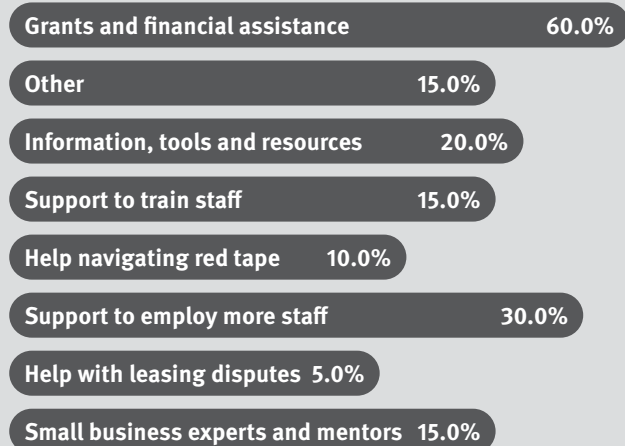 Grants and financial assistance 60.0%
Other 15.0%
Information, tools and resources 20.0%
Support to train staff 15.0%
Help navigating red tape 10.0%
Support to employ more staff 30.0%
Help with leasing disputes 5.0%
Small business experts and mentors 15.0%